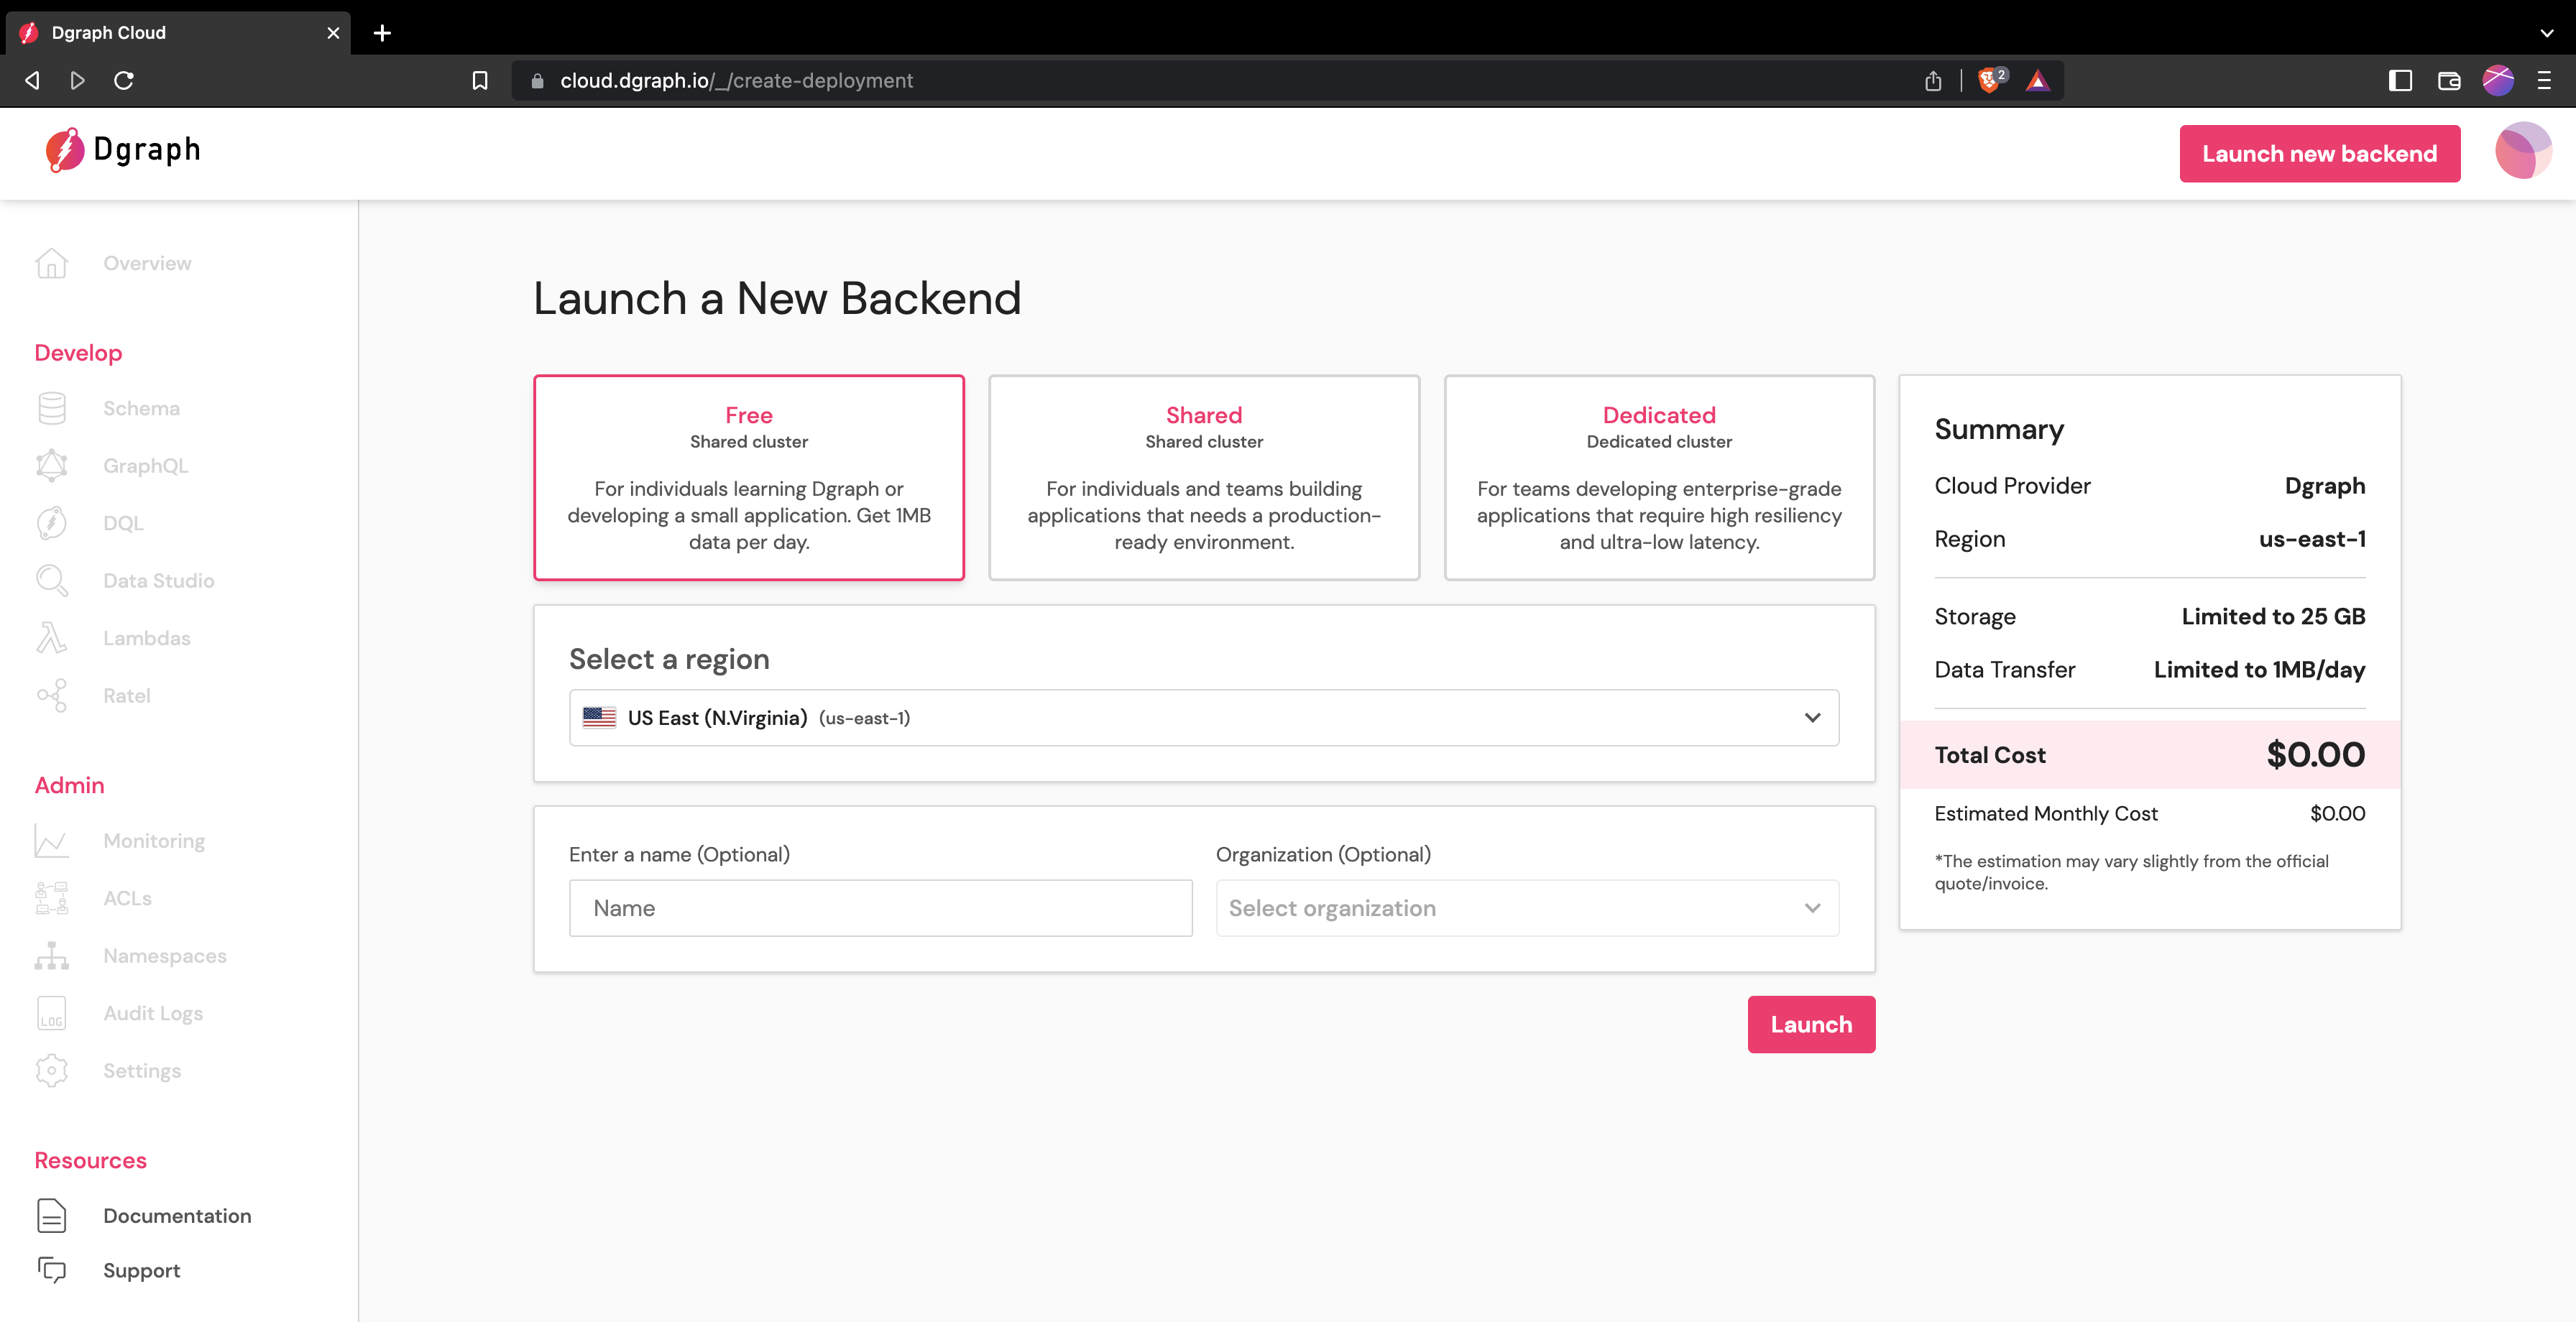 Dgraph Cloud
cloud.dgraph.io/_/create-deployment
2
Dgraph
Launch new backend
Overview
Develop
Schema
GraphQL
DQL
Data Studio
Lambdas
Ratel
Admin
Monitoring
ACLs
Namespaces
LOG
Audit Logs
Settings
Resources
Documentation
Support
Launch a New Backend
Free
Shared cluster
For individuals learning Dgraph or
developing a small application. Get 1MB
data per day.
Shared
Shared cluster
For individuals and teams building
applications that needs a production-
ready environment.
Dedicated
Dedicated cluster
For teams developing enterprise-grade
applications that require high resiliency
and ultra-low latency.
Select a region
US East (N.Virginia) (us-east-1)
Enter a name (Optional)
Name
Organization (Optional)
Select organization
Launch
Summary
Cloud Provider Dgraph
Region us-east-1
Storage Limited to 25 GB
Data Transfer Limited to 1MB/day
Total Cost $0.00
Estimated Monthly Cost $0.00
*The estimation may vary slightly from the official
quote/invoice.